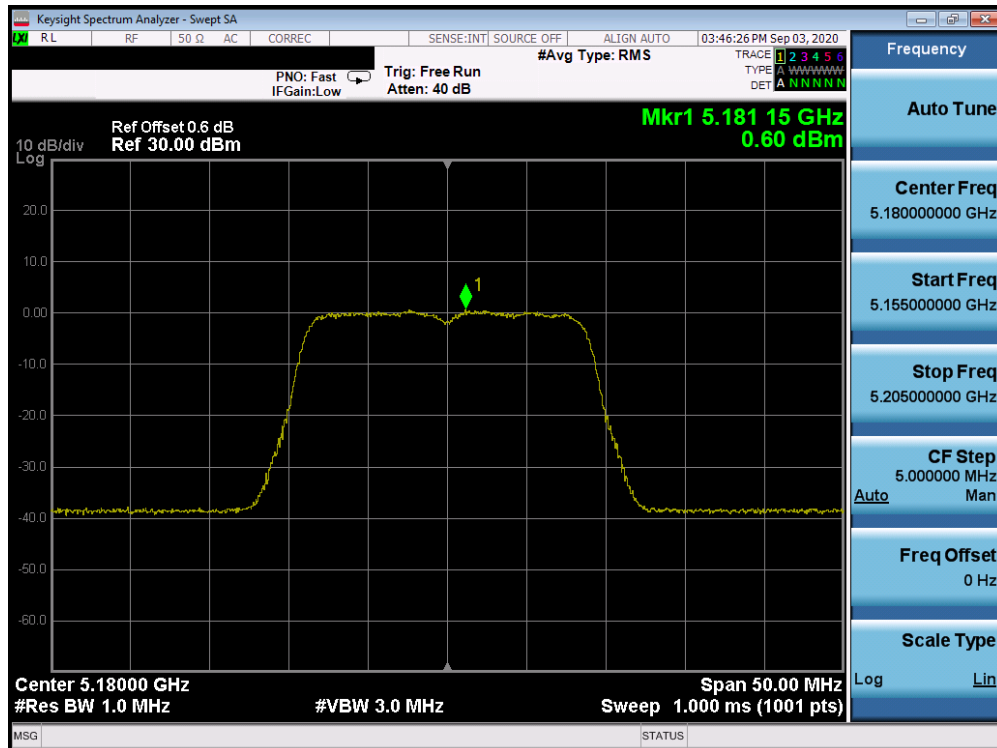 Keysight Spectrum Analyzer - Swept SA
LXI RL RF 50 Ω AC CORREC SENSE:INT SOURCE OFF ALIGN AUTO 03:46:26 PM Sep 03, 2020
#Avg Type: RMS
TRACE 1 2 3 4 5 6
TYPE A WWWWW
DET A N N N N N
PNO: Fast
IFGain:Low
Trig: Free Run
Atten: 40 dB
Mkr1 5.181 15 GHz
0.60 dBm
Ref Offset 0.6 dB
10 dB/div Ref 30.00 dBm
Log
20.0
10.0
0.00
-10.0
-20.0
-30.0
-40.0
-50.0
-60.0
1
Center 5.18000 GHz
Span 50.00 MHz
#Res BW 1.0 MHz
#VBW 3.0 MHz
Sweep 1.000 ms (1001 pts)
MSG
STATUS
Frequency
Auto Tune
Center Freq
5.180000000 GHz
Start Freq
5.155000000 GHz
Stop Freq
5.205000000 GHz
CF Step
5.000000 MHz
Auto Man
Freq Offset
0 Hz
Scale Type
Log Lin